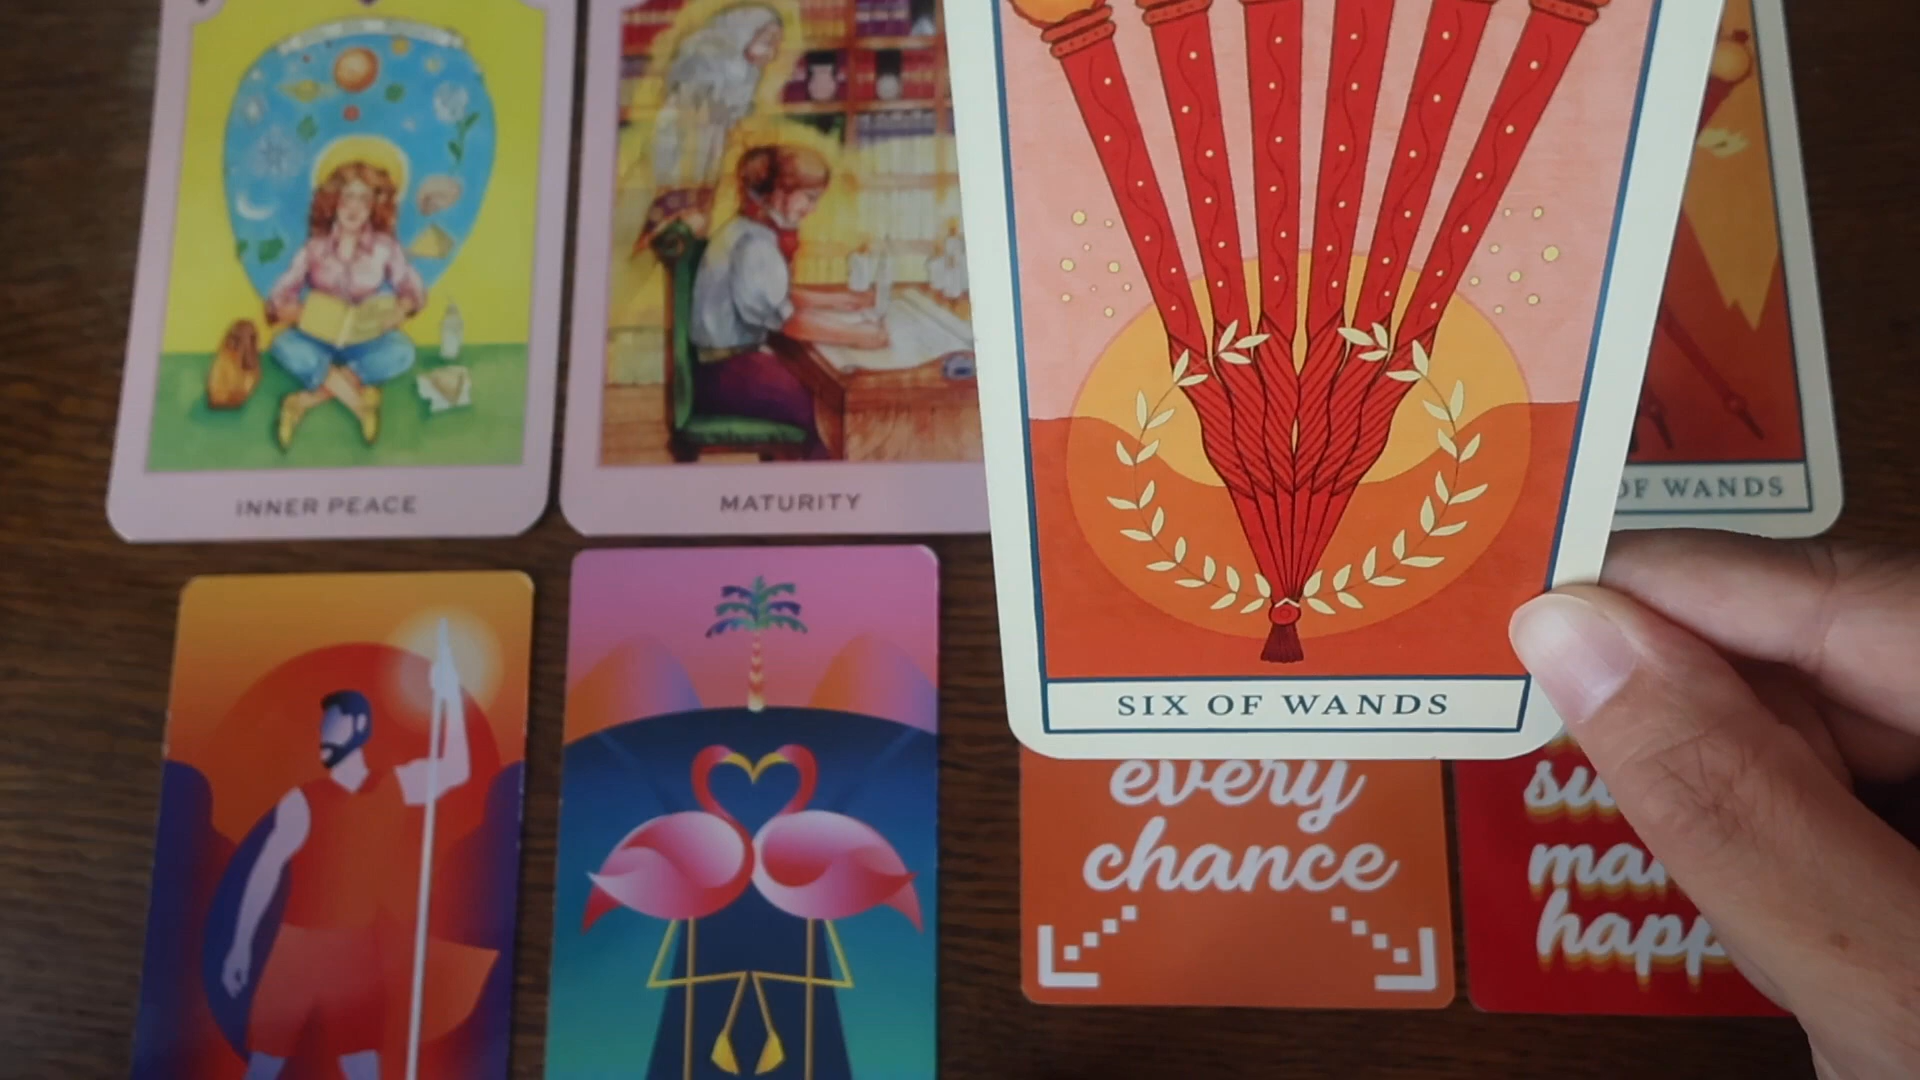 INNER PEACE
MATURITY
SIX OF WANDS
OF WANDS
every
chance